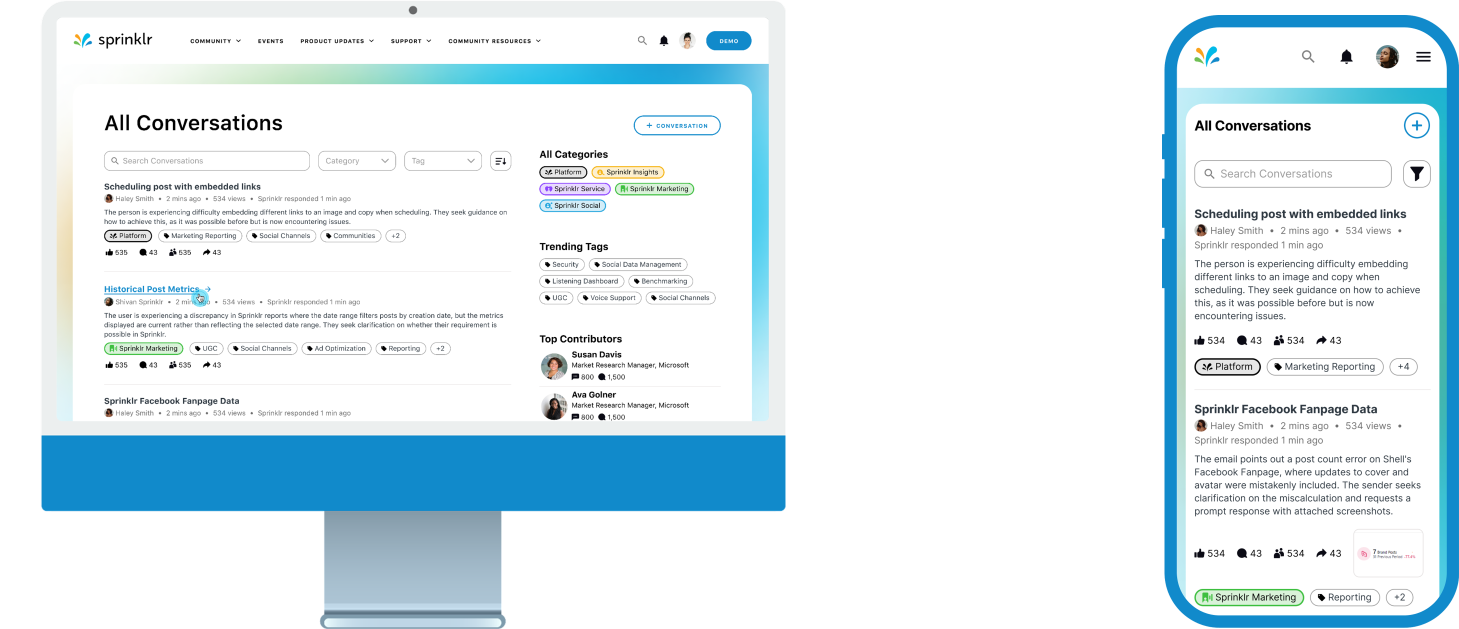 sprinklr
COMMUNITY EVENTS PRODUCT UPDATES SUPPORT COMMUNITY RESOURCES DEMO
All Conversations
+ CONVERSATION
Search Conversations Category Tag
Scheduling post with embedded links
Haley Smith • 2 mins ago • 534 views • Sprinklr responded 1 min ago
The person is experiencing difficulty embedding different links to an image and copy when scheduling. They seek guidance on
how to achieve this, as it was possible before but is now encountering issues.
Platform Marketing Reporting Social Channels Communities +2
535 43 535 43
Historical Post Metrics →
Shivan Sprinklr • 2 mins ago • 534 views • Sprinklr responded 1 min ago
The user is experiencing a discrepancy in Sprinklr reports where the date range filters posts by creation date, but the metrics
displayed are current rather than reflecting the selected date range. They seek clarification on whether their requirement is
possible in Sprinklr.
Sprinklr Marketing UGC Social Channels Ad Optimization Reporting +2
535 43 535 43
Sprinklr Facebook Fanpage Data
Haley Smith • 2 mins ago • 534 views • Sprinklr responded 1 min ago
All Categories
Platform Sprinklr Insights
Sprinklr Service Sprinklr Marketing
Sprinklr Social
Trending Tags
Security Social Data Management
Listening Dashboard Benchmarking
UGC Voice Support Social Channels
Top Contributors
Susan Davis
Market Research Manager, Microsoft
800 1,500
Ava Golner
Market Research Manager, Microsoft
800 1,500
All Conversations
+
Search Conversations
Scheduling post with embedded links
Haley Smith • 2 mins ago • 534 views •
Sprinklr responded 1 min ago
The person is experiencing difficulty embedding
different links to an image and copy when
scheduling. They seek guidance on how to achieve
this, as it was possible before but is now
encountering issues.
534 43 534 43
Platform Marketing Reporting +4
Sprinklr Facebook Fanpage Data
Haley Smith • 2 mins ago • 534 views •
Sprinklr responded 1 min ago
The email points out a post count error on Shell's
Facebook Fanpage, where updates to cover and
avatar were mistakenly included. The sender seeks
clarification on the miscalculation and requests a
prompt response with attached screenshots.
534 43 534 43
7 Brand Posts
Sprinklr Marketing Reporting +2